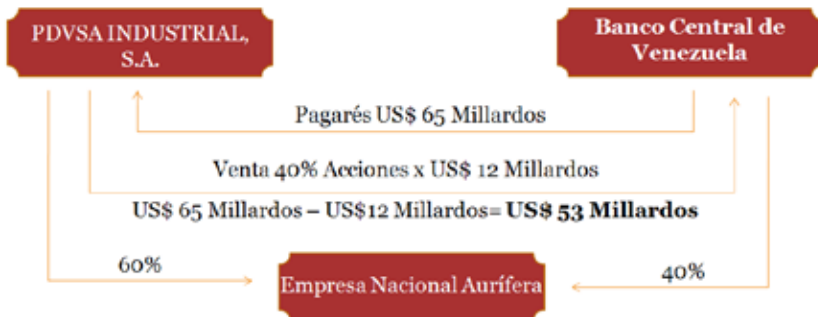 PDVSA INDUSTRIAL,
S.A.
Banco Central de
Venezuela
Pagarés US$ 65 Millardos
Venta 40% Acciones x US$ 12 Millardos
US$ 65 Millardos – US$12 Millardos= US$ 53 Millardos
60%
Empresa Nacional Aurífera
40%